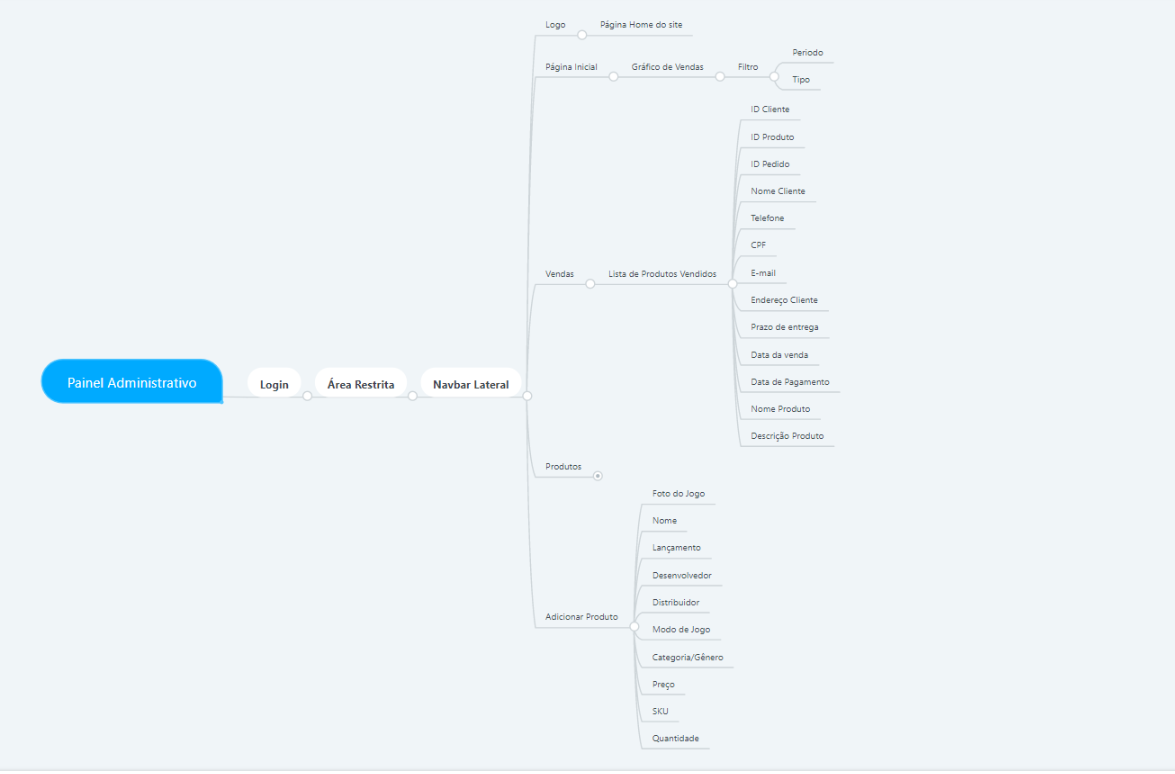 Painel Administrativo
Login
Área Restrita
Navbar Lateral
Logo
Página Home do site
Página Inicial
Gráfico de Vendas
Filtro
Periodo
Tipo
Vendas
Lista de Produtos Vendidos
ID Cliente
ID Produto
ID Pedido
Nome Cliente
Telefone
CPF
E-mail
Endereço Cliente
Prazo de entrega
Data da venda
Data de Pagamento
Nome Produto
Descrição Produto
Produtos
Adicionar Produto
Foto do Jogo
Nome
Lançamento
Desenvolvedor
Distribuidor
Modo de Jogo
Categoria/Gênero
Preço
SKU
Quantidade